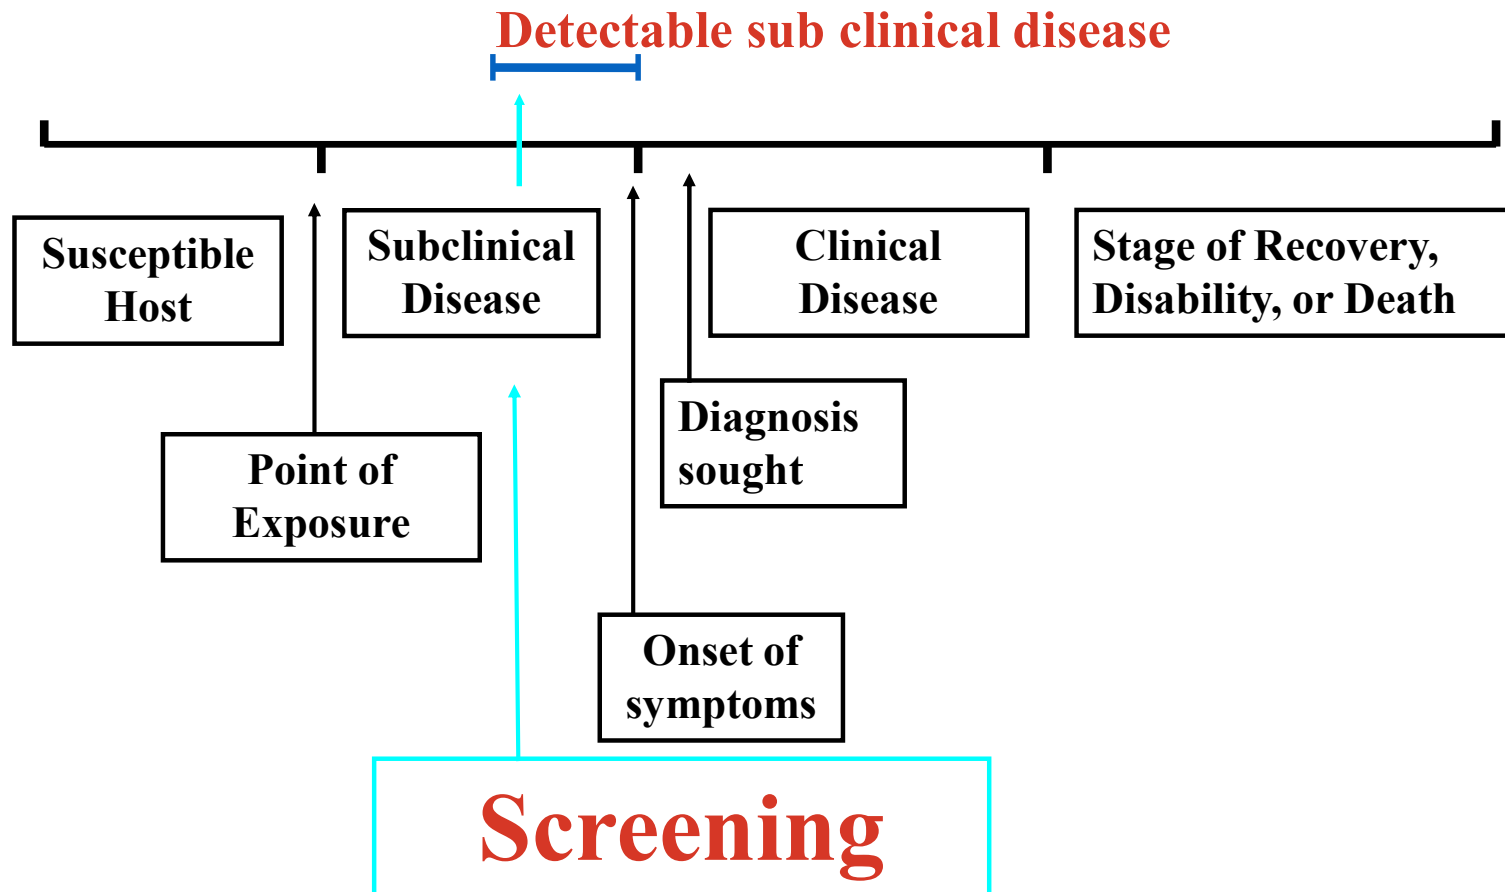 Detectable sub clinical disease
Susceptible
Host
Subclinical
Disease
Clinical
Disease
Stage of Recovery,
Disability, or Death
Point of
Exposure
Diagnosis
sought
Onset of
symptoms
Screening